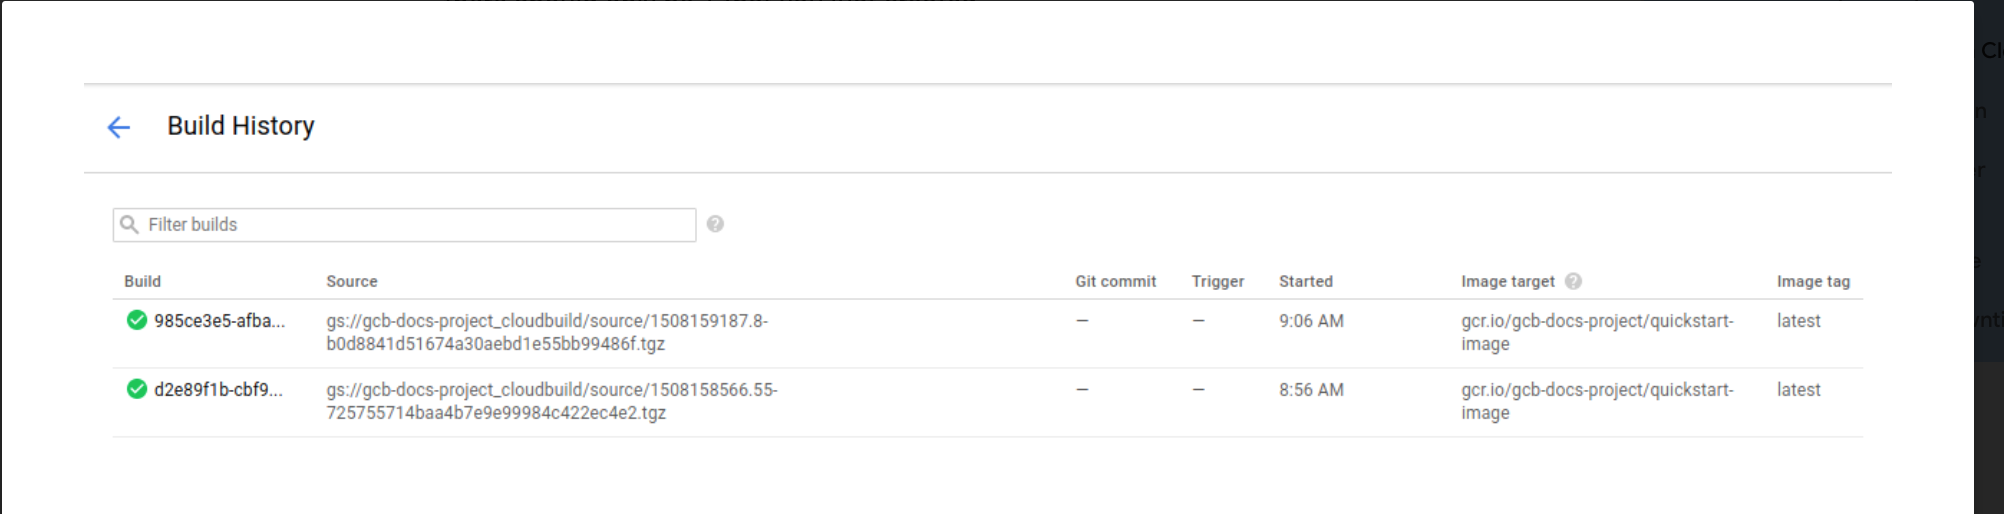 Build History
Filter builds
Build Source Git commit Trigger Started Image target Image tag
985ce3e5-afba... gs://gcb-docs-project_cloudbuild/source/1508159187.8- — — 9:06 AM gcr.io/gcb-docs-project/quickstart- latest
b0d8841d51674a30aebd1e55bb99486f.tgz image
d2e89f1b-cbf9... gs://gcb-docs-project_cloudbuild/source/1508158566.55- — — 8:56 AM gcr.io/gcb-docs-project/quickstart- latest
725755714baa4b7e9e99984c422ec4e2.tgz image